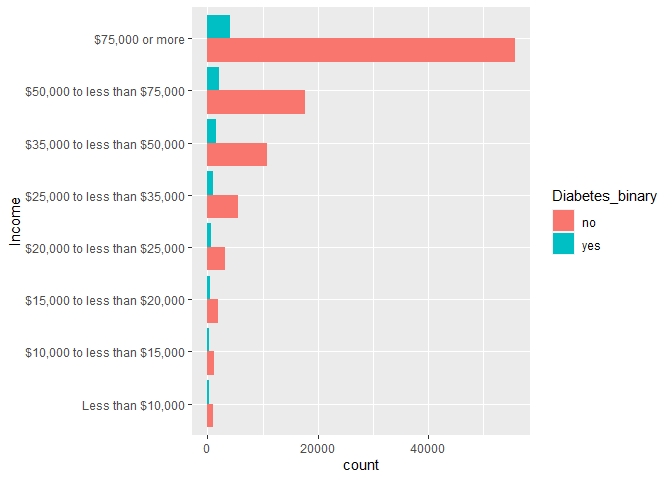 $75,000 or more
$50,000 to less than $75,000
$35,000 to less than $50,000
$25,000 to less than $35,000
$20,000 to less than $25,000
$15,000 to less than $20,000
$10,000 to less than $15,000
Less than $10,000
Income
0
20000
40000
count
Diabetes_binary
no
yes